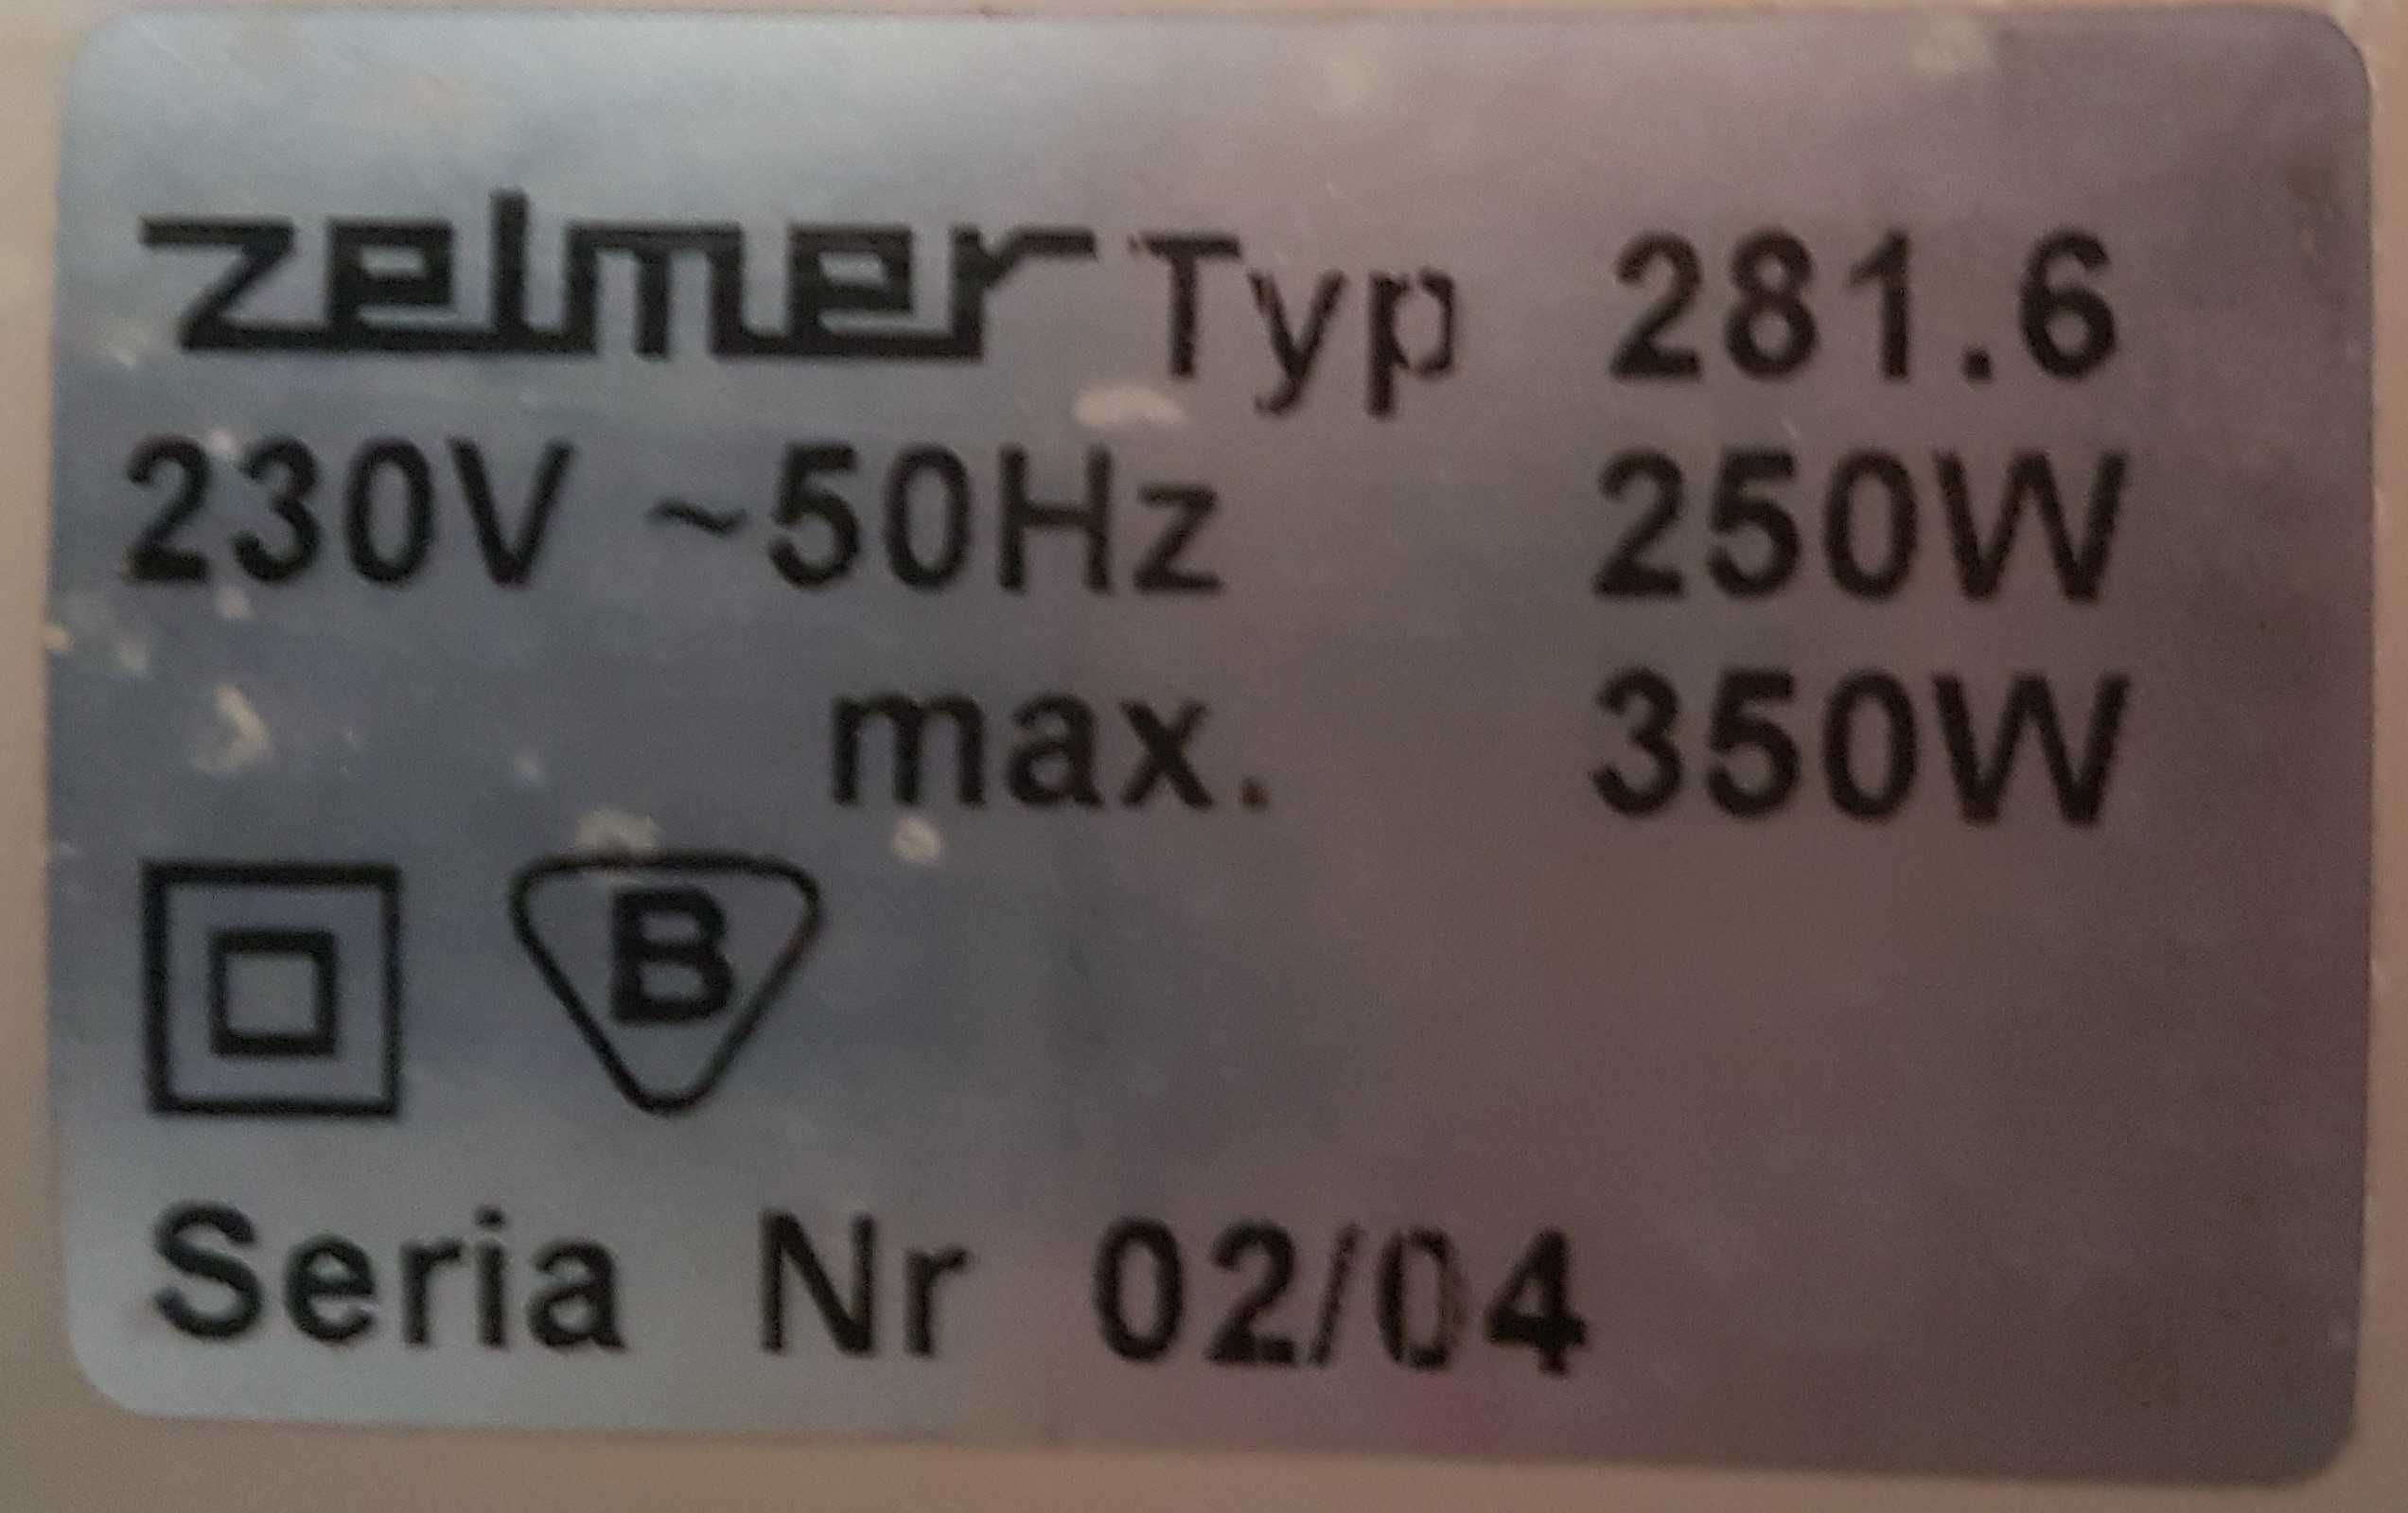 zelmer Typ 281.6
230V ~50Hz 250W
max. 350W
B
Seria Nr 02/04